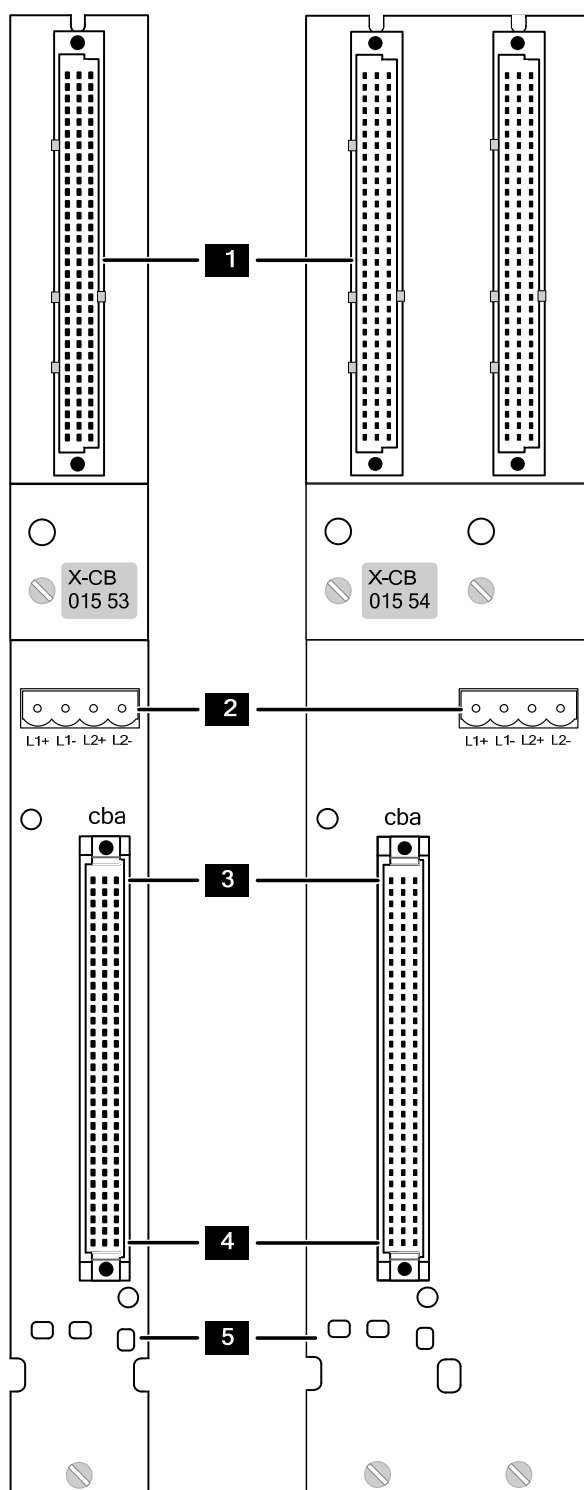 1
X-CB
015 53
X-CB
015 54
2
L1+ L1- L2+ L2-
L1+ L1- L2+ L2-
cba
cba
3
4
5